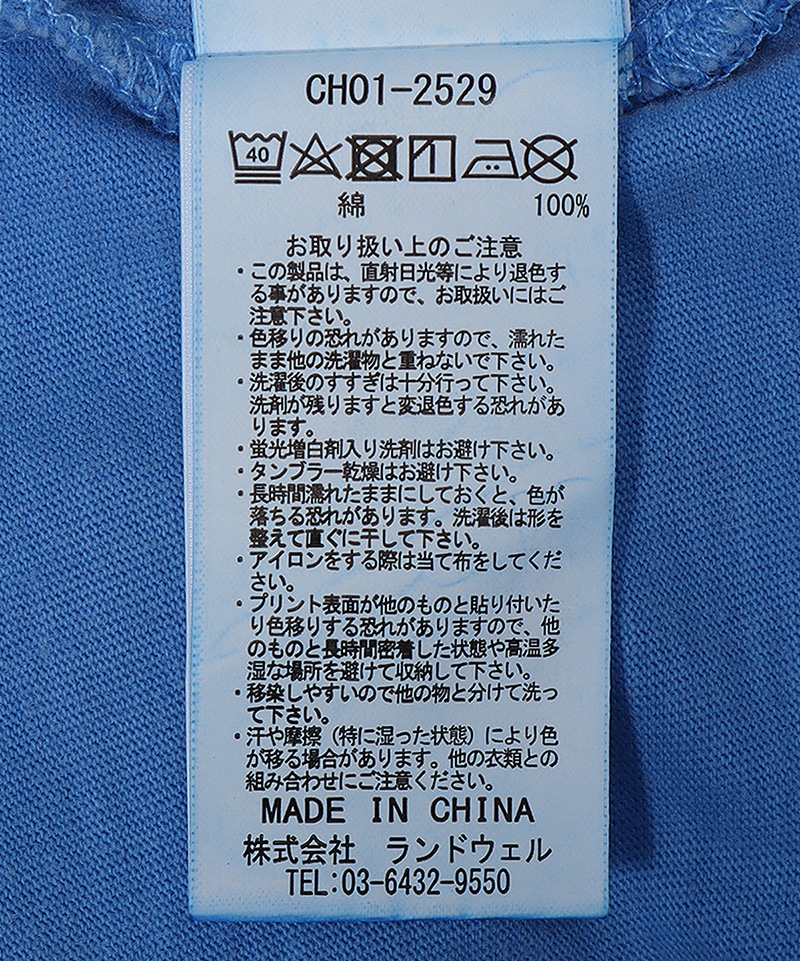 CH01-2529
40
綿 100%
お取り扱い上のご注意
・この製品は、直射日光等により退色す
る事がありますので、お取扱いにはご
注意下さい。
・色移りの恐れがありますので、濡れた
まま他の洗濯物と重ねないで下さい。
・洗濯後のすすぎは十分行って下さい。
洗剤が残りますと変退色する恐れがあ
ります。
・蛍光増白剤入り洗剤はお避け下さい。
・タンブラー乾燥はお避け下さい。
・長時間濡れたままにしておくと、色が
落ちる恐れがあります。洗濯後は形を
整えて直ぐに干して下さい。
・アイロンをする際は当て布をしてくだ
さい。
・プリント表面が他のものと貼り付いた
り色移りする恐れがありますので、他
のものと長時間密着した状態や高温多
湿な場所を避けて収納して下さい。
・移染しやすいので他の物と分けて洗っ
て下さい。
・汗や摩擦（特に湿った状態）により色
が移る場合があります。他の衣類との
組み合わせにご注意ください。
MADE IN CHINA
株式会社 ランドウェル
TEL:03-6432-9550